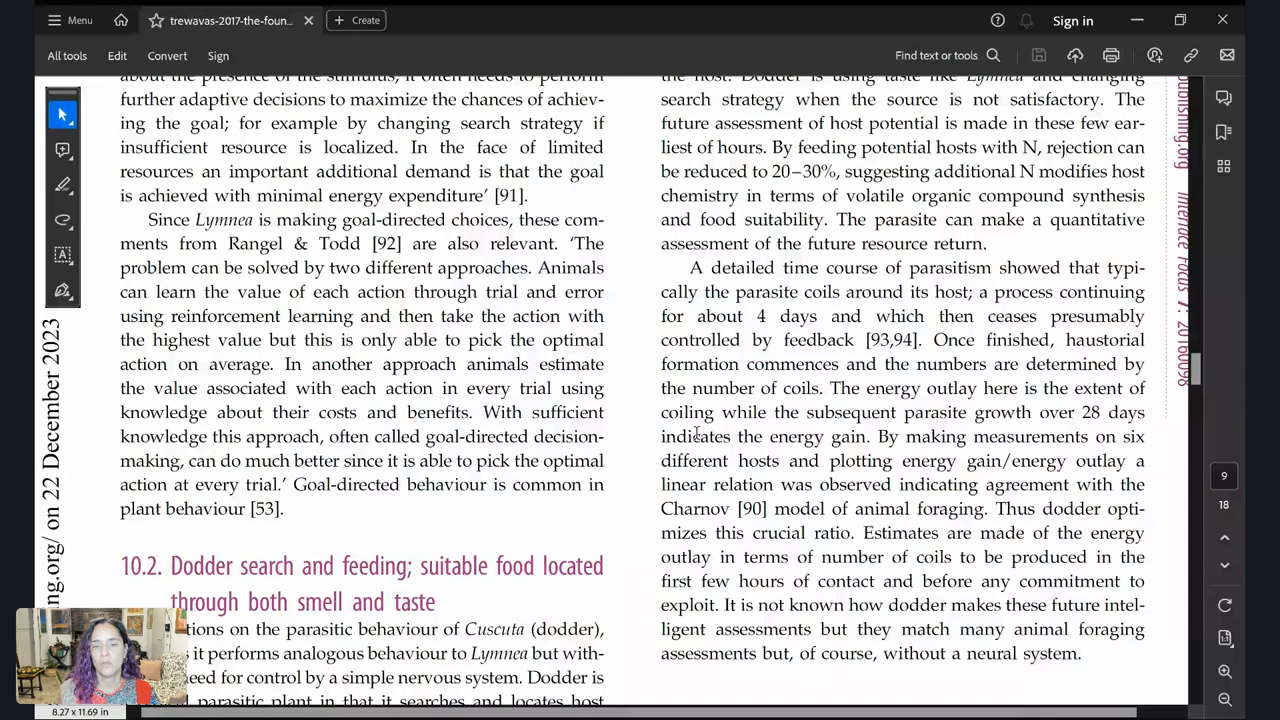 Menu
trewavas-2017-the-foun...
Create
Sign in
All tools
Edit
Convert
Sign
Find text or tools
about the presence of the stimulus, it often needs to perform
further adaptive decisions to maximize the chances of achiev-
ing the goal; for example by changing search strategy if
insufficient resource is localized. In the face of limited
resources an important additional demand is that the goal
is achieved with minimal energy expenditure' [91].
Since Lymnea is making goal-directed choices, these com-
ments from Rangel & Todd [92] are also relevant. 'The
problem can be solved by two different approaches. Animals
can learn the value of each action through trial and error
using reinforcement learning and then take the action with
the highest value but this is only able to pick the optimal
action on average. In another approach animals estimate
the value associated with each action in every trial using
knowledge about their costs and benefits. With sufficient
knowledge this approach, often called goal-directed decision-
making, can do much better since it is able to pick the optimal
action at every trial.' Goal-directed behaviour is common in
plant behaviour [53].
10.2. Dodder search and feeding; suitable food located
through both smell and taste
tions on the parasitic behaviour of Cuscuta (dodder),
s it performs analogous behaviour to Lymnea but with-
eed for control by a simple nervous system. Dodder is
parasitic plant in that it searches and locates host
the host. Dodder is using taste like Lymnea and changing
search strategy when the source is not satisfactory. The
future assessment of host potential is made in these few ear-
liest of hours. By feeding potential hosts with N, rejection can
be reduced to 20–30%, suggesting additional N modifies host
chemistry in terms of volatile organic compound synthesis
and food suitability. The parasite can make a quantitative
assessment of the future resource return.
A detailed time course of parasitism showed that typi-
cally the parasite coils around its host; a process continuing
for about 4 days and which then ceases presumably
controlled by feedback [93,94]. Once finished, haustorial
formation commences and the numbers are determined by
the number of coils. The energy outlay here is the extent of
coiling while the subsequent parasite growth over 28 days
indicates the energy gain. By making measurements on six
different hosts and plotting energy gain/energy outlay a
linear relation was observed indicating agreement with the
Charnov [90] model of animal foraging. Thus dodder opti-
mizes this crucial ratio. Estimates are made of the energy
outlay in terms of number of coils to be produced in the
first few hours of contact and before any commitment to
exploit. It is not known how dodder makes these future intel-
ligent assessments but they match many animal foraging
assessments but, of course, without a neural system.
ing.org/ on 22 December 2023
publishing.org
Interface Focus 7: 20160098
9
18
8.27 x 11.69 in